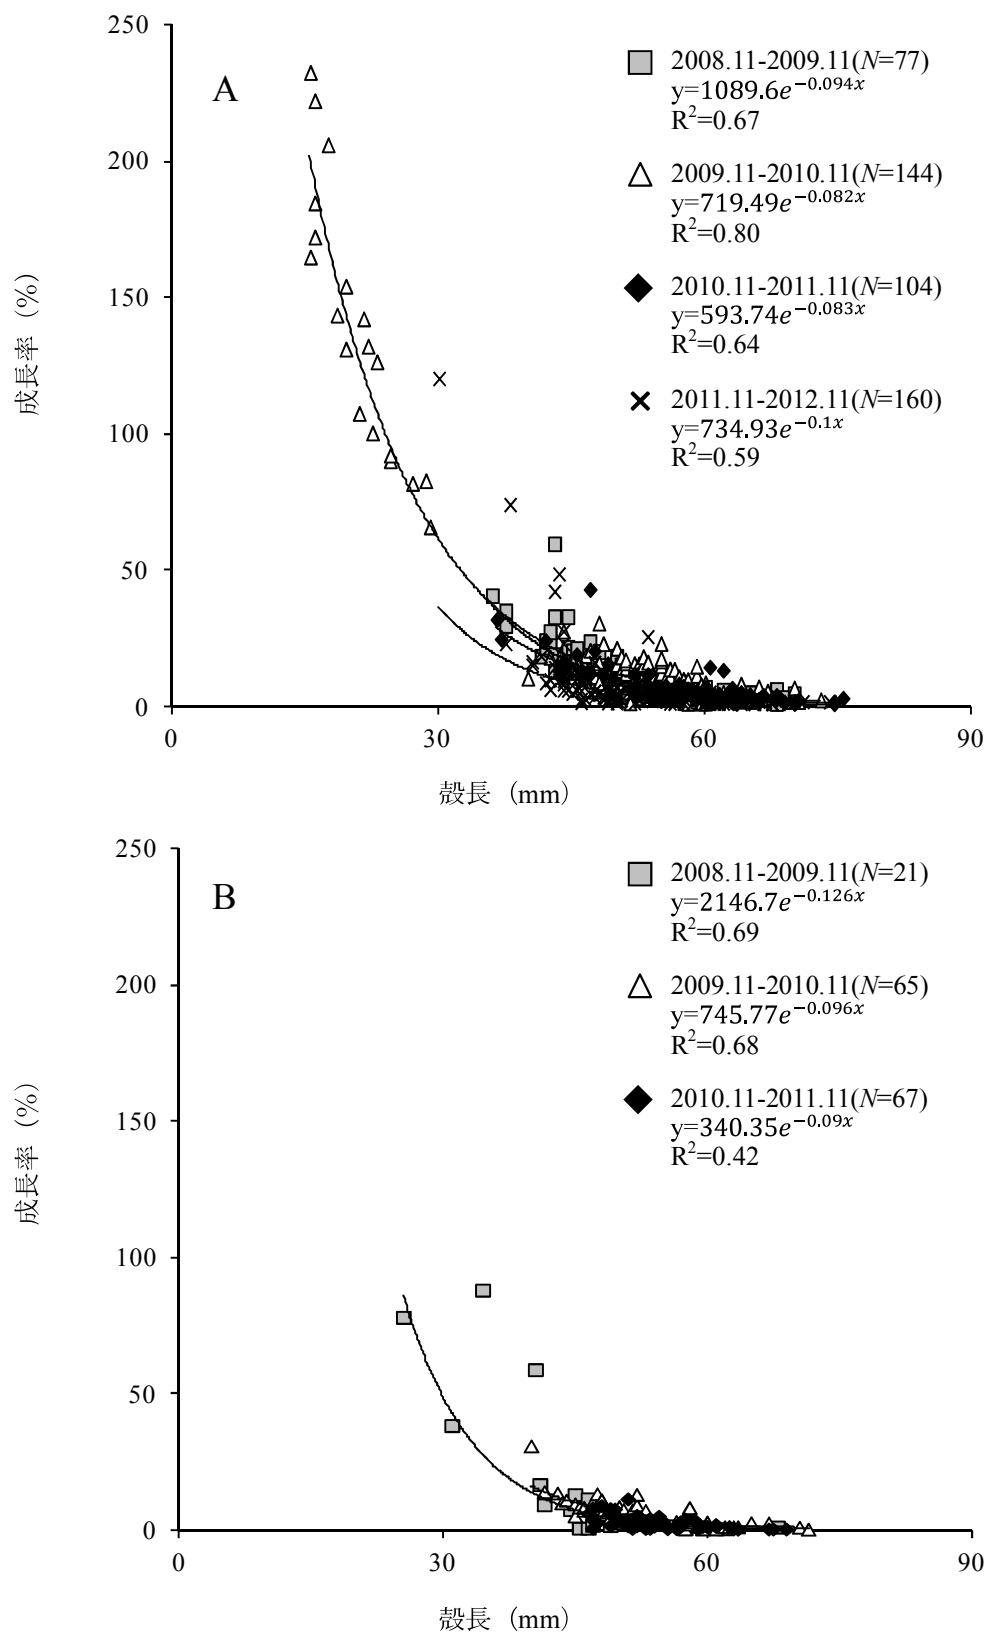 250
200
150
100
50
0
成長率 (%)
A
2008.11-2009.11(N=77)
y=1089.6e^{-0.094x}
R²=0.67
2009.11-2010.11(N=144)
y=719.49e^{-0.082x}
R²=0.80
2010.11-2011.11(N=104)
y=593.74e^{-0.083x}
R²=0.64
2011.11-2012.11(N=160)
y=734.93e^{-0.1x}
R²=0.59
0 30 60 90
殻長 (mm)
250
200
150
100
50
0
成長率 (%)
B
2008.11-2009.11(N=21)
y=2146.7e^{-0.126x}
R²=0.69
2009.11-2010.11(N=65)
y=745.77e^{-0.096x}
R²=0.68
2010.11-2011.11(N=67)
y=340.35e^{-0.09x}
R²=0.42
0 30 60 90
殻長 (mm)